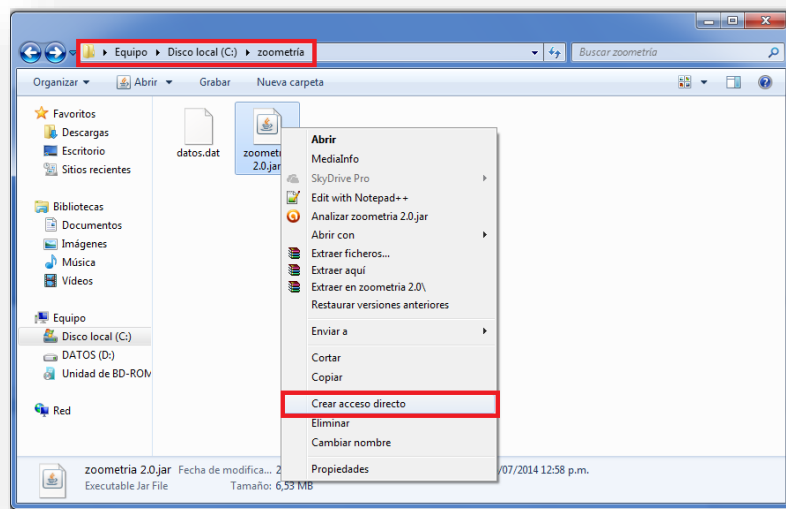 Equipo ▸ Disco local (C:) ▸ zoometría
Buscar zoometría
Organizar Abrir Grabar Nueva carpeta
Favoritos
Descargas
Escritorio
Sitios recientes
Bibliotecas
Documentos
Imágenes
Música
Vídeos
Equipo
Disco local (C:)
DATOS (D:)
Unidad de BD-ROM
Red
datos.dat
2.0.jar
Abrir
MediaInfo
SkyDrive Pro
Edit with Notepad++
Analizar zoometria 2.0.jar
Abrir con
Extraer ficheros...
Extraer aquí
Extraer en zoometria 2.0\
Restaurar versiones anteriores
Enviar a
Cortar
Copiar
Crear acceso directo
Eliminar
Cambiar nombre
Propiedades
zoometria 2.0.jar Fecha de modifica... 2 /07/2014 12:58 p.m.
Executable Jar File Tamaño: 6,53 MB